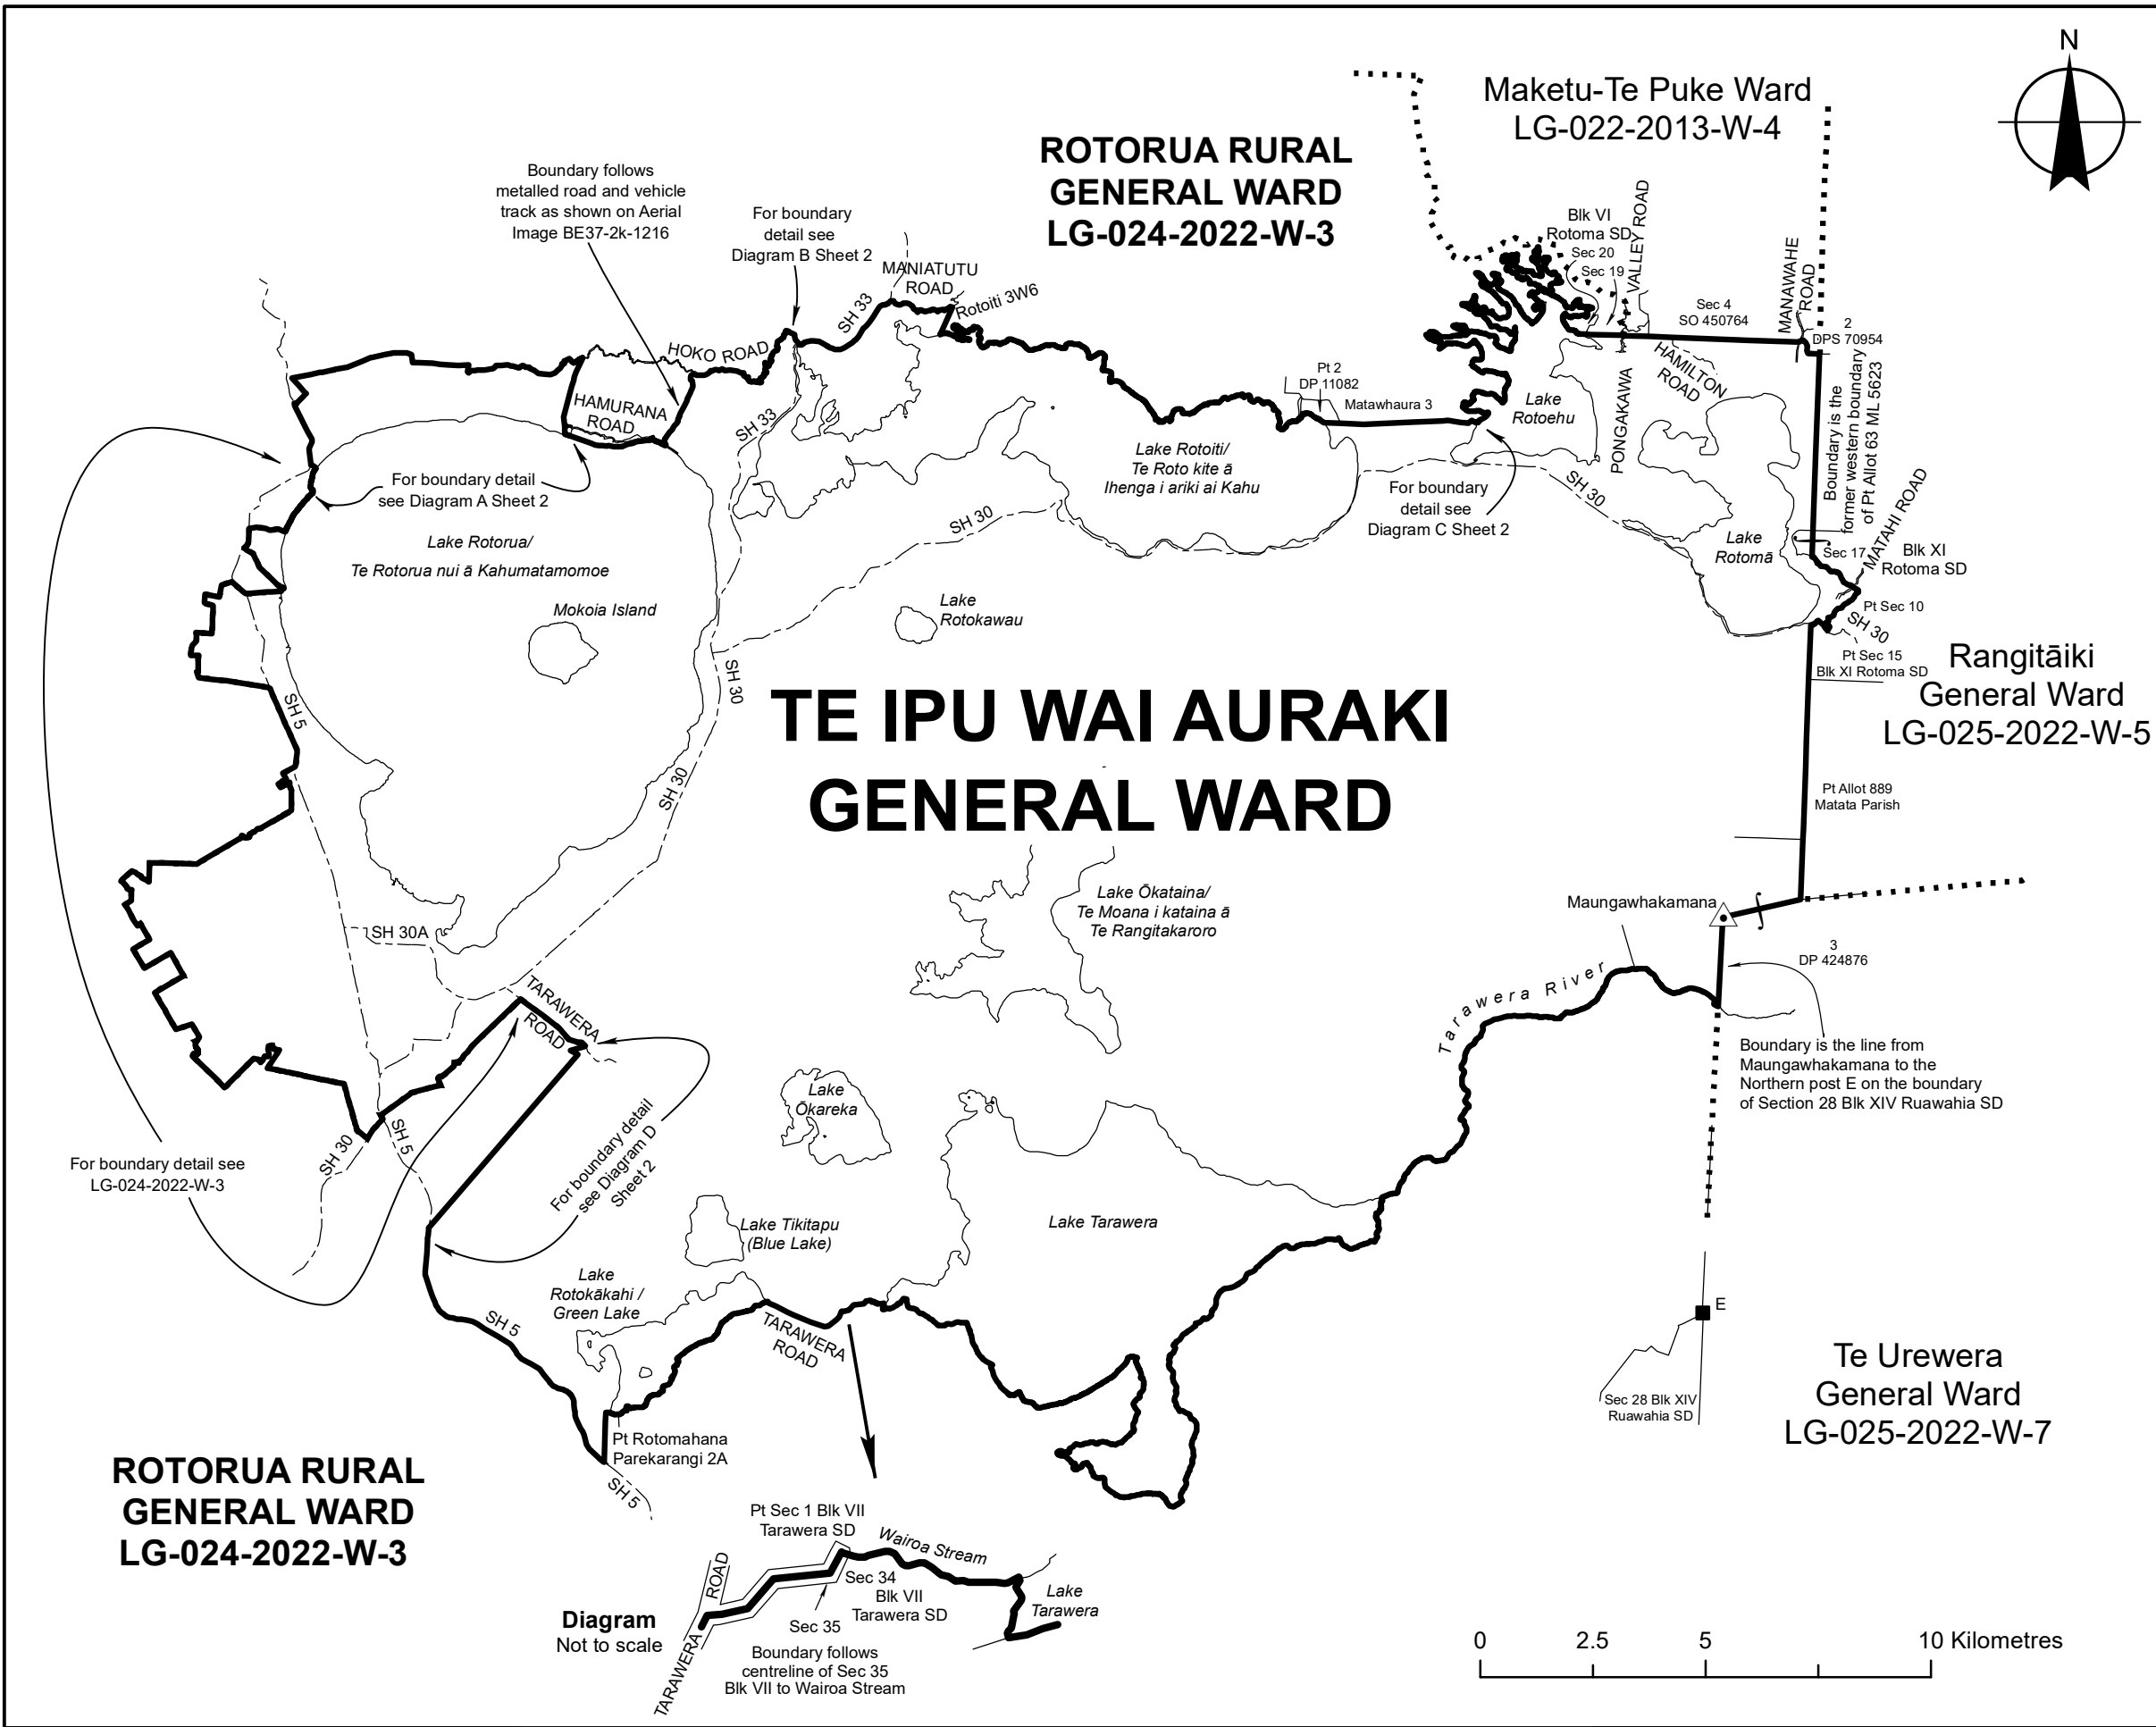 N
Maketu-Te Puke Ward
LG-022-2013-W-4
ROTORUA RURAL
GENERAL WARD
LG-024-2022-W-3
Boundary follows
metalled road and vehicle
track as shown on Aerial
Image BE37-2k-1216
For boundary
detail see
Diagram B Sheet 2
MANIATUTU
ROAD
Rotoiti 3W6
SH 33
HOKO ROAD
HAMURANA
ROAD
SH 33
Blk VI
Rotoma SD
Sec 20
Sec 19
VALLEY ROAD
PONGAKAWA
Sec 4
SO 450764
MANAWAHE
ROAD
2
DPS 70954
HAMILTON
ROAD
Boundary is the
former western boundary
of Pt Allot 63 ML 5623
Pt 2
DP 11082
Matawhaura 3
Lake
Rotoehu
Lake Rotoiti/
Te Roto kite ā
Ihenga i ariki ai Kahu
For boundary
detail see
Diagram C Sheet 2
SH 30
SH 30
Lake
Rotomā
Sec 17
MATAHI ROAD
Blk XI
Rotoma SD
Pt Sec 10
SH 30
Pt Sec 15
Blk XI Rotoma SD
Rangitāiki
General Ward
LG-025-2022-W-5
For boundary detail
see Diagram A Sheet 2
Lake Rotorua/
Te Rotorua nui ā Kahumatamomoe
Mokoia Island
Lake
Rotokawau
SH 5
SH 30
SH 30
TE IPU WAI AURAKI
GENERAL WARD
Pt Allot 889
Matata Parish
Lake Ōkataina/
Te Moana i kataina ā
Te Rangitakaroro
Maungawhakamana
3
DP 424876
SH 30A
TARAWERA
ROAD
Tarawera River
Boundary is the line from
Maungawhakamana to the
Northern post E on the boundary
of Section 28 Blk XIV Ruawahia SD
Lake
Ōkareka
For boundary detail see
LG-024-2022-W-3
SH 30
SH 5
For boundary detail
see Diagram D
Sheet 2
Lake Tikitapu
(Blue Lake)
Lake Tarawera
Lake
Rotokākahi /
Green Lake
SH 5
TARAWERA
ROAD
E
Sec 28 Blk XIV
Ruawahia SD
Te Urewera
General Ward
LG-025-2022-W-7
Pt Rotomahana
Parekarangi 2A
SH 5
ROTORUA RURAL
GENERAL WARD
LG-024-2022-W-3
Pt Sec 1 Blk VII
Tarawera SD
Wairoa Stream
Sec 34
Blk VII
Tarawera SD
Lake
Tarawera
Sec 35
TARAWERA
ROAD
Diagram
Not to scale
Boundary follows
centreline of Sec 35
Blk VII to Wairoa Stream
0 2.5 5 10 Kilometres